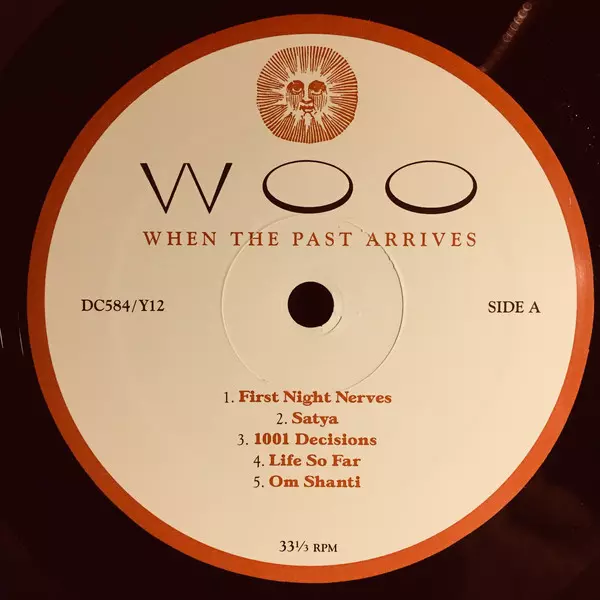 WOO
WHEN THE PAST ARRIVES
DC584/Y12
SIDE A
1. First Night Nerves
2. Satya
3. 1001 Decisions
4. Life So Far
5. Om Shanti
33⅓ RPM